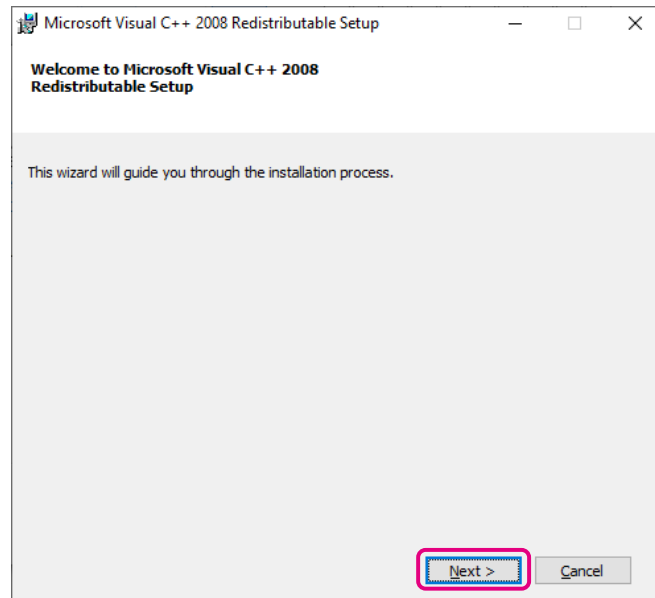 Microsoft Visual C++ 2008 Redistributable Setup
Welcome to Microsoft Visual C++ 2008
Redistributable Setup
This wizard will guide you through the installation process.
Next >
Cancel